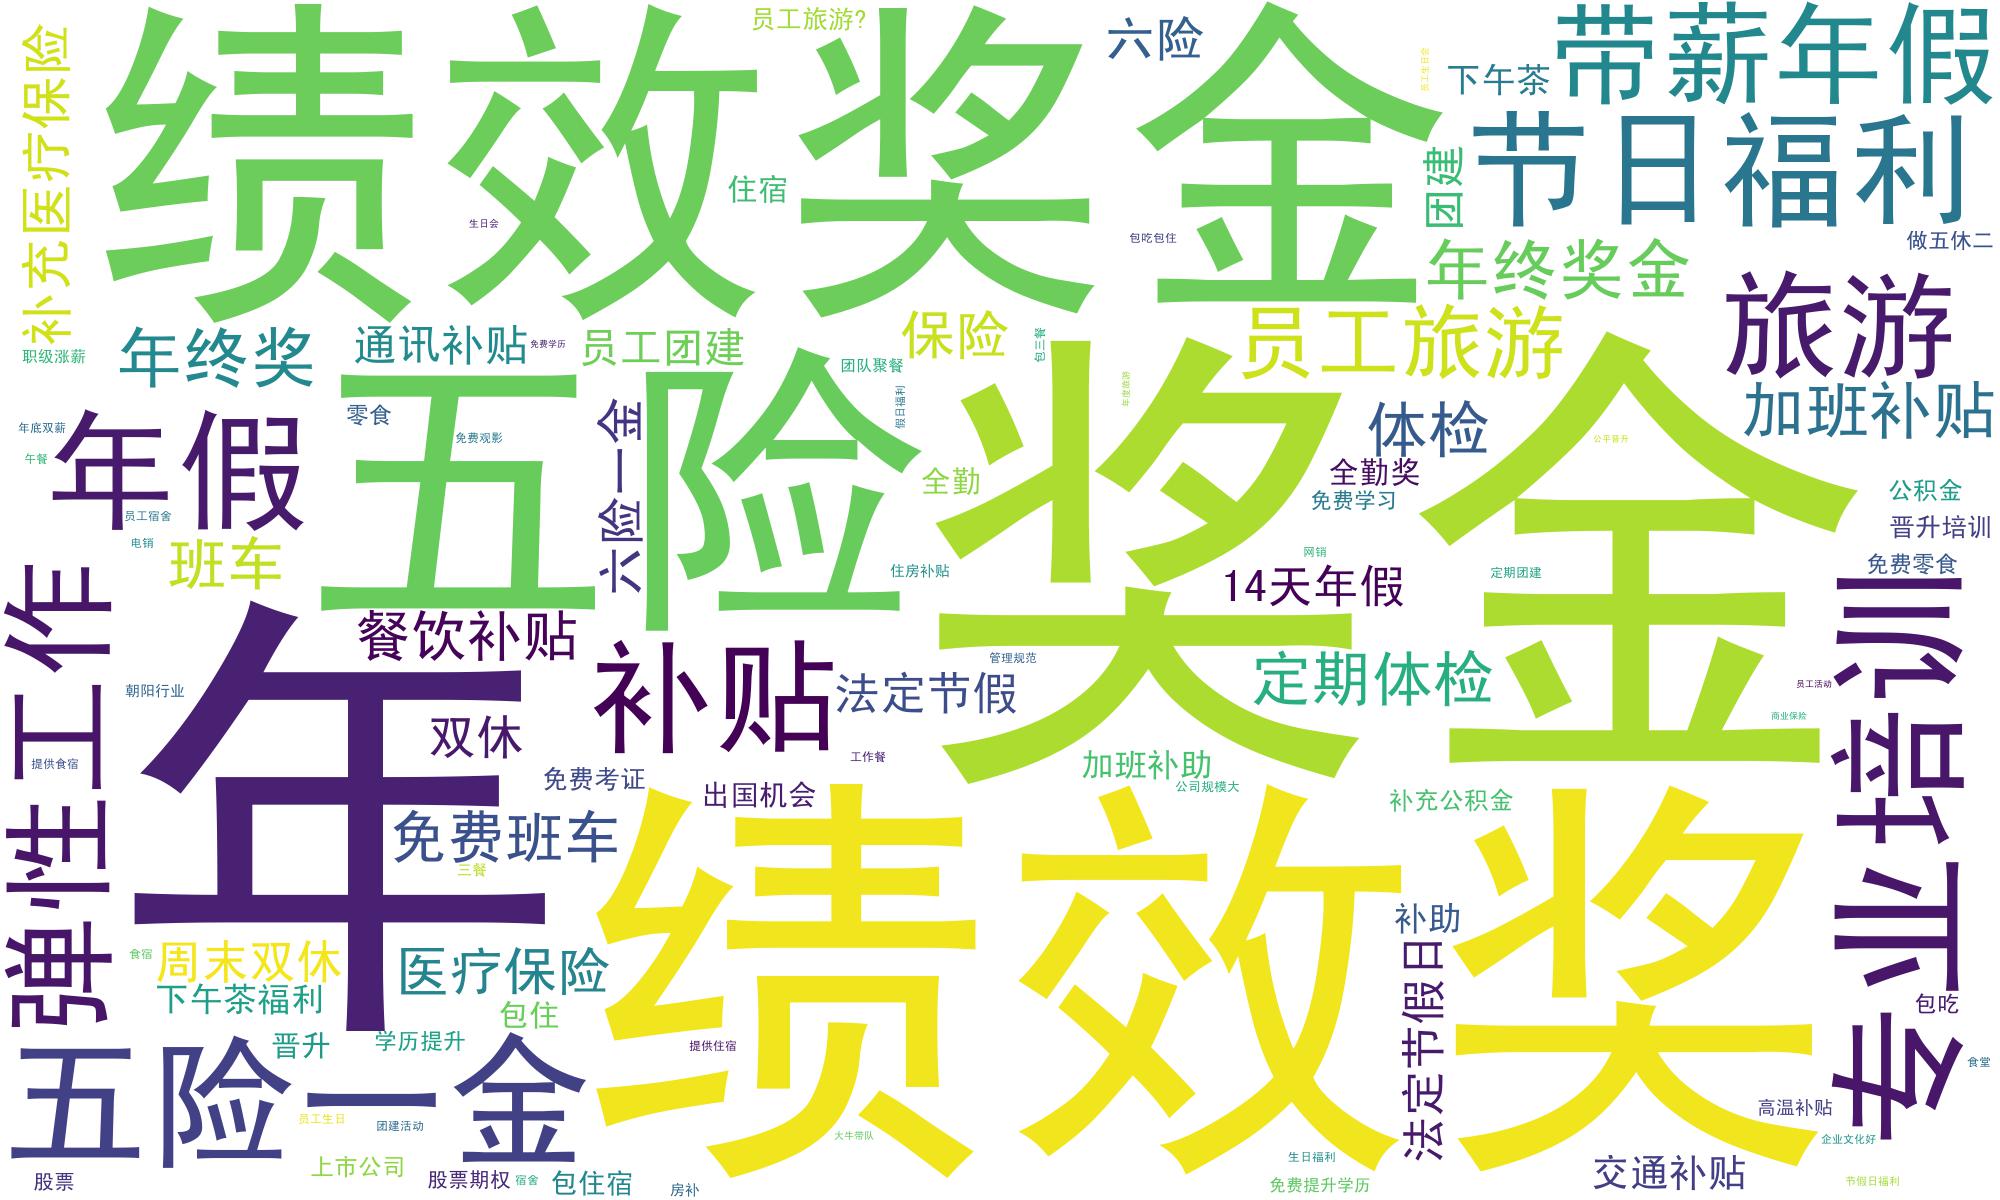 绩效奖金
员工旅游?
六险
员工生日会
下午茶
带薪年假
补充医疗保险
节日福利
团建
住宿
生日会
包吃包住
做五休二
年终奖金
旅游
职级涨薪
年终奖
通讯补贴
免费学历
员工团建
保险
包三餐
员工旅游
团队聚餐
年度旅游
假日福利
五险
奖金
加班补贴
年假
年底双薪
午餐
零食
免费观影
六险一金
全勤
体检
公平晋升
全勤奖
免费学习
公积金
晋升培训
免费零食
员工宿舍
电销
班车
住房补贴
网销
14天年假
定期团建
弹性工作
年
餐饮补贴
补贴
法定节假
管理规范
定期体检
专业培训
员工活动
商业保险
朝阳行业
双休
提供食宿
工作餐
免费考证
出国机会
加班补助
公司规模大
补充公积金
免费班车
三餐
绩效奖
补助
食宿
周末双休
医疗保险
下午茶福利
包住
法定节假日
包吃
晋升
学历提升
提供住宿
食堂
五险一金
员工生日
团建活动
大牛带队
高温补贴
企业文化好
上市公司
股票
股票期权
宿舍
包住宿
房补
生日福利
免费提升学历
交通补贴
节假日福利